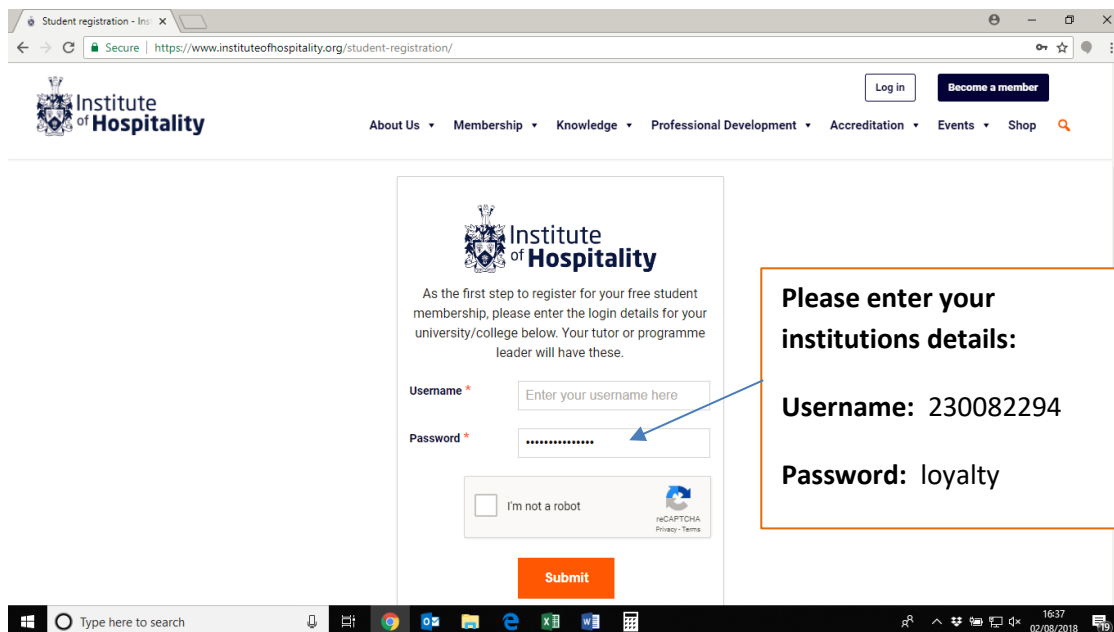 Student registration - Ins
Secure | https://www.instituteofhospitality.org/student-registration/
Institute
of Hospitality
Log in
Become a member
About Us
Membership
Knowledge
Professional Development
Accreditation
Events
Shop
Institute
of Hospitality
As the first step to register for your free student
membership, please enter the login details for your
university/college below. Your tutor or programme
leader will have these.
Username *
Enter your username here
Password *
••••••••••••••
I'm not a robot
reCAPTCHA
Privacy - Terms
Submit
Please enter your
institutions details:
Username: 230082294
Password: loyalty
Type here to search
16:37
02/08/2018
19